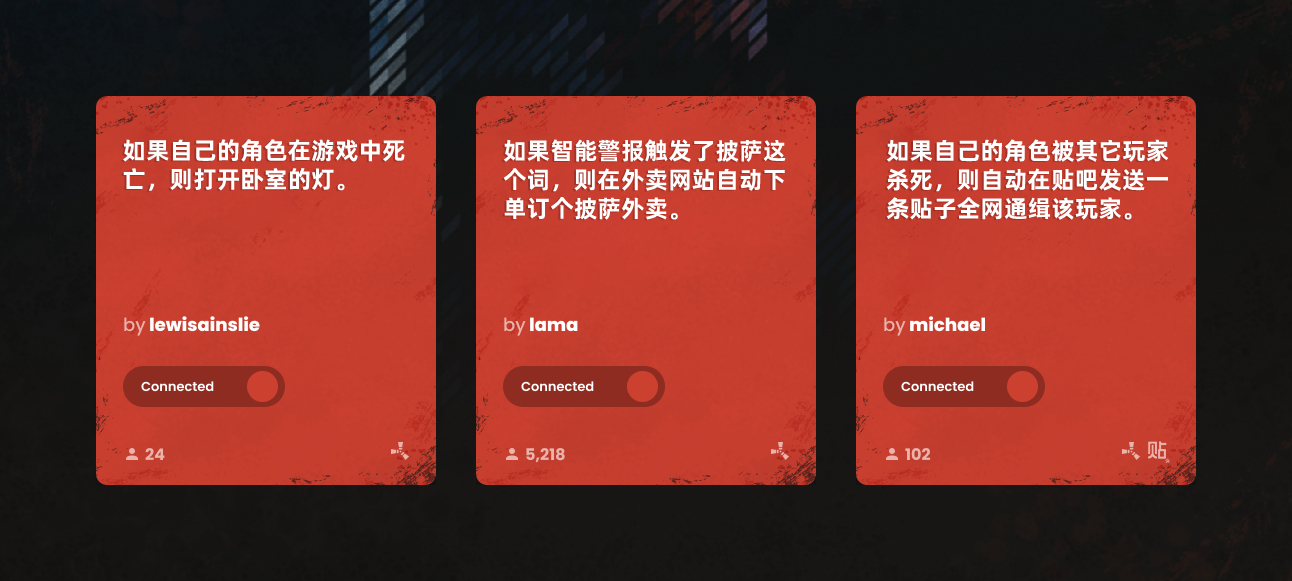 如果自己的角色在游戏中死
亡，则打开卧室的灯。
by lewisainslie
Connected
24
如果智能警报触发了披萨这
个词，则在外卖网站自动下
单订个披萨外卖。
by lama
Connected
5,218
如果自己的角色被其它玩家
杀死，则自动在贴吧发送一
条贴子全网通缉该玩家。
by michael
Connected
102
贴